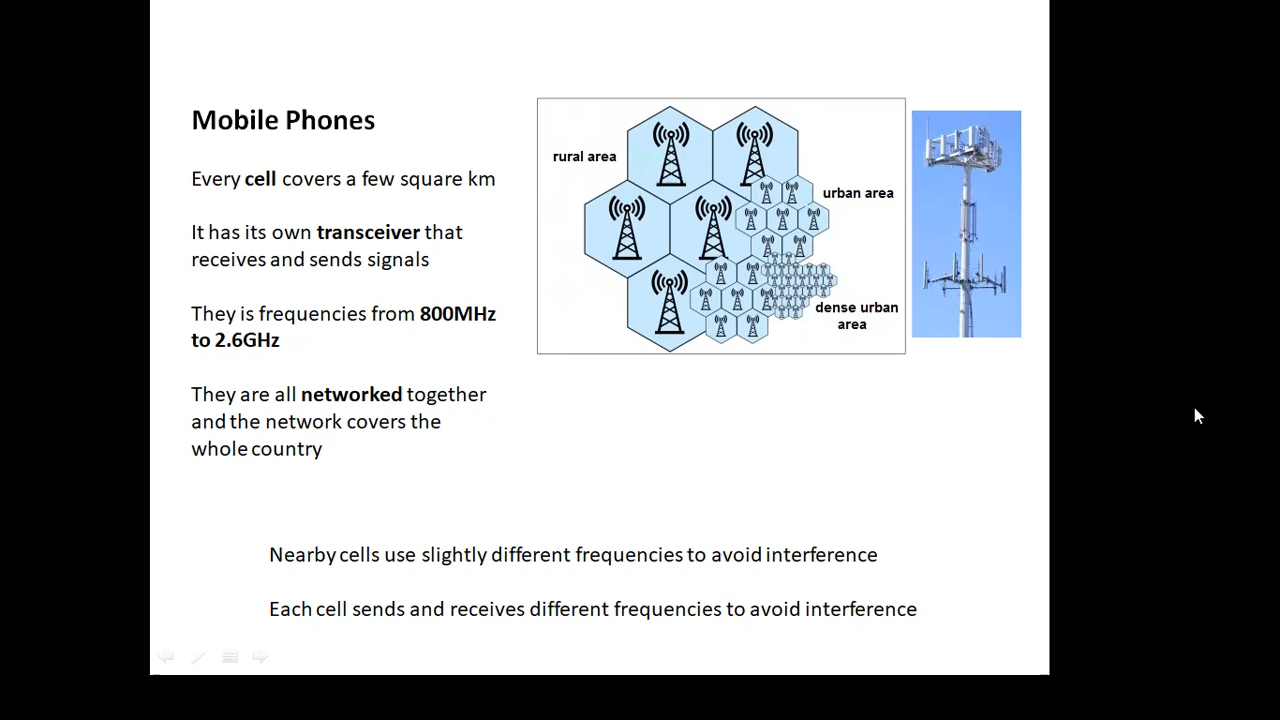 Mobile Phones
Every cell covers a few square km
It has its own transceiver that
receives and sends signals
They is frequencies from 800MHz
to 2.6GHz
They are all networked together
and the network covers the
whole country
rural area
urban area
dense urban
area
Nearby cells use slightly different frequencies to avoid interference
Each cell sends and receives different frequencies to avoid interference